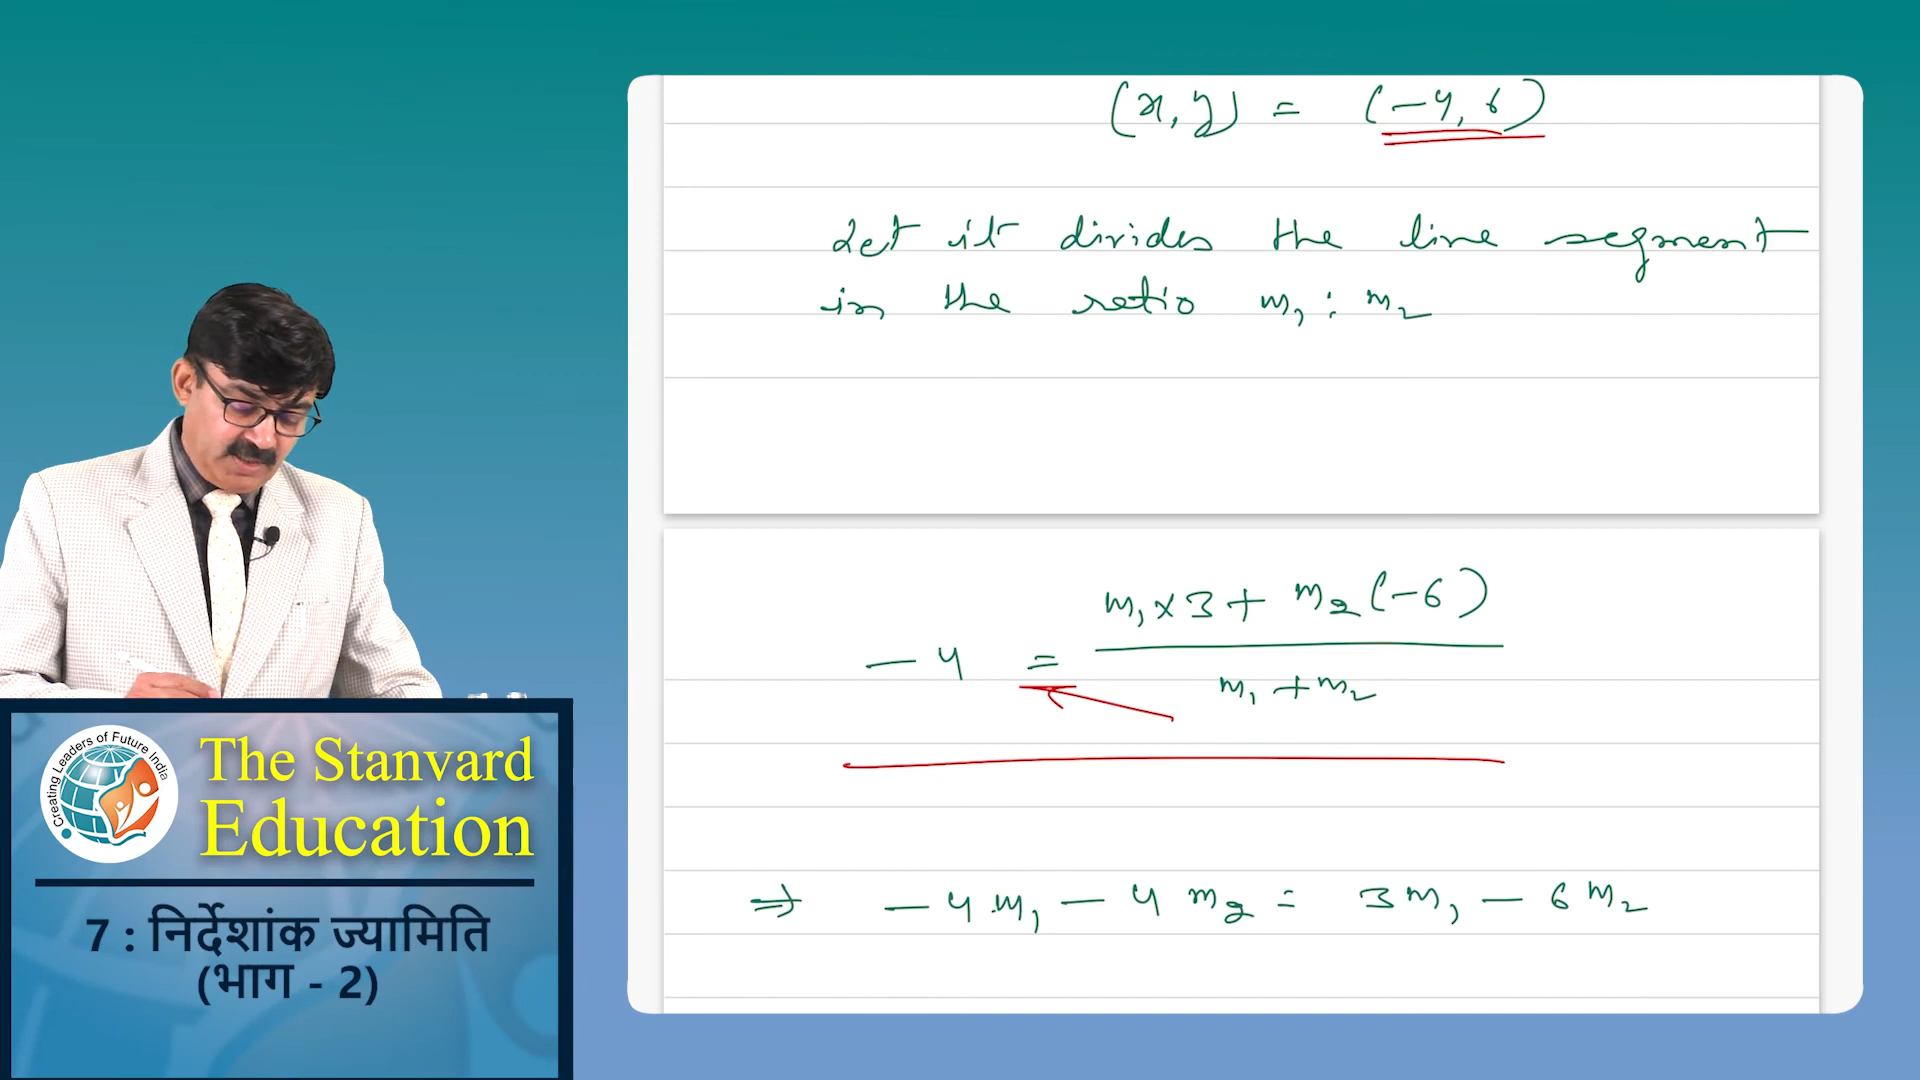 (x, y) = (-4, 6)
Let it divides the line segment
in the ratio m₁ : m₂
-4 = (m₁ × 3 + m₂(-6)) / (m₁ + m₂)
⇒ -4m₁ - 4m₂ = 3m₁ - 6m₂
Creating Leaders of Future India
The Stanvard
Education
7 : निर्देशांक ज्यामिति
(भाग - 2)